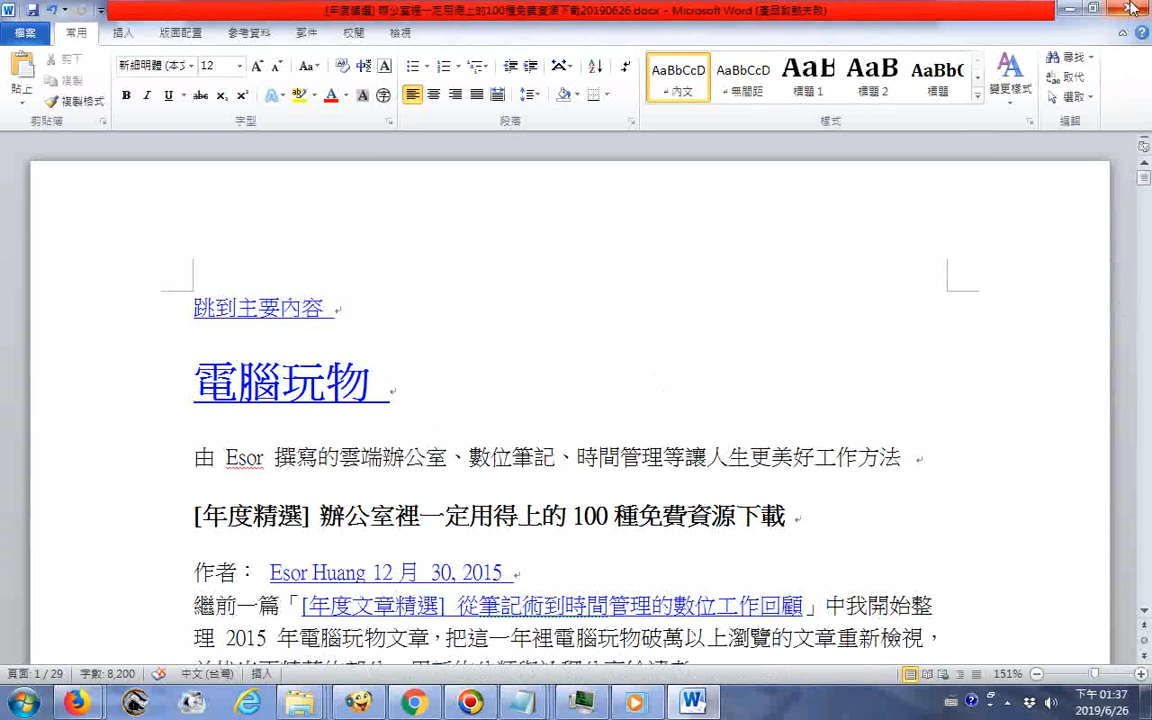 [年度精選] 辦公室裡一定用得上的100種免費資源下載20190626.docx - Microsoft Word (產品啟動失敗)
檔案 常用 插入 版面配置 參考資料 郵件 校閱 檢視
貼上 剪下 複製 複製格式 剪貼簿
新細明體 (本文 12 字型
段落
AaBbCcD AaBbCcD AaBb AaBb AaBbC
內文 無間距 標題 1 標題 2 標題 變更樣式 樣式
尋找 取代 選取 編輯
跳到主要內容
電腦玩物
由 Esor 撰寫的雲端辦公室、數位筆記、時間管理等讓人生更美好工作方法
[年度精選] 辦公室裡一定用得上的 100 種免費資源下載
作者： Esor Huang 12 月 30, 2015
繼前一篇「[年度文章精選] 從筆記術到時間管理的數位工作回顧」中我開始整
理 2015 年電腦玩物文章，把這一年裡電腦玩物破萬以上瀏覽的文章重新檢視，
頁面: 1 / 29 字數: 8,200 中文 (台灣) 插入 151%
下午 01:37
2019/6/26